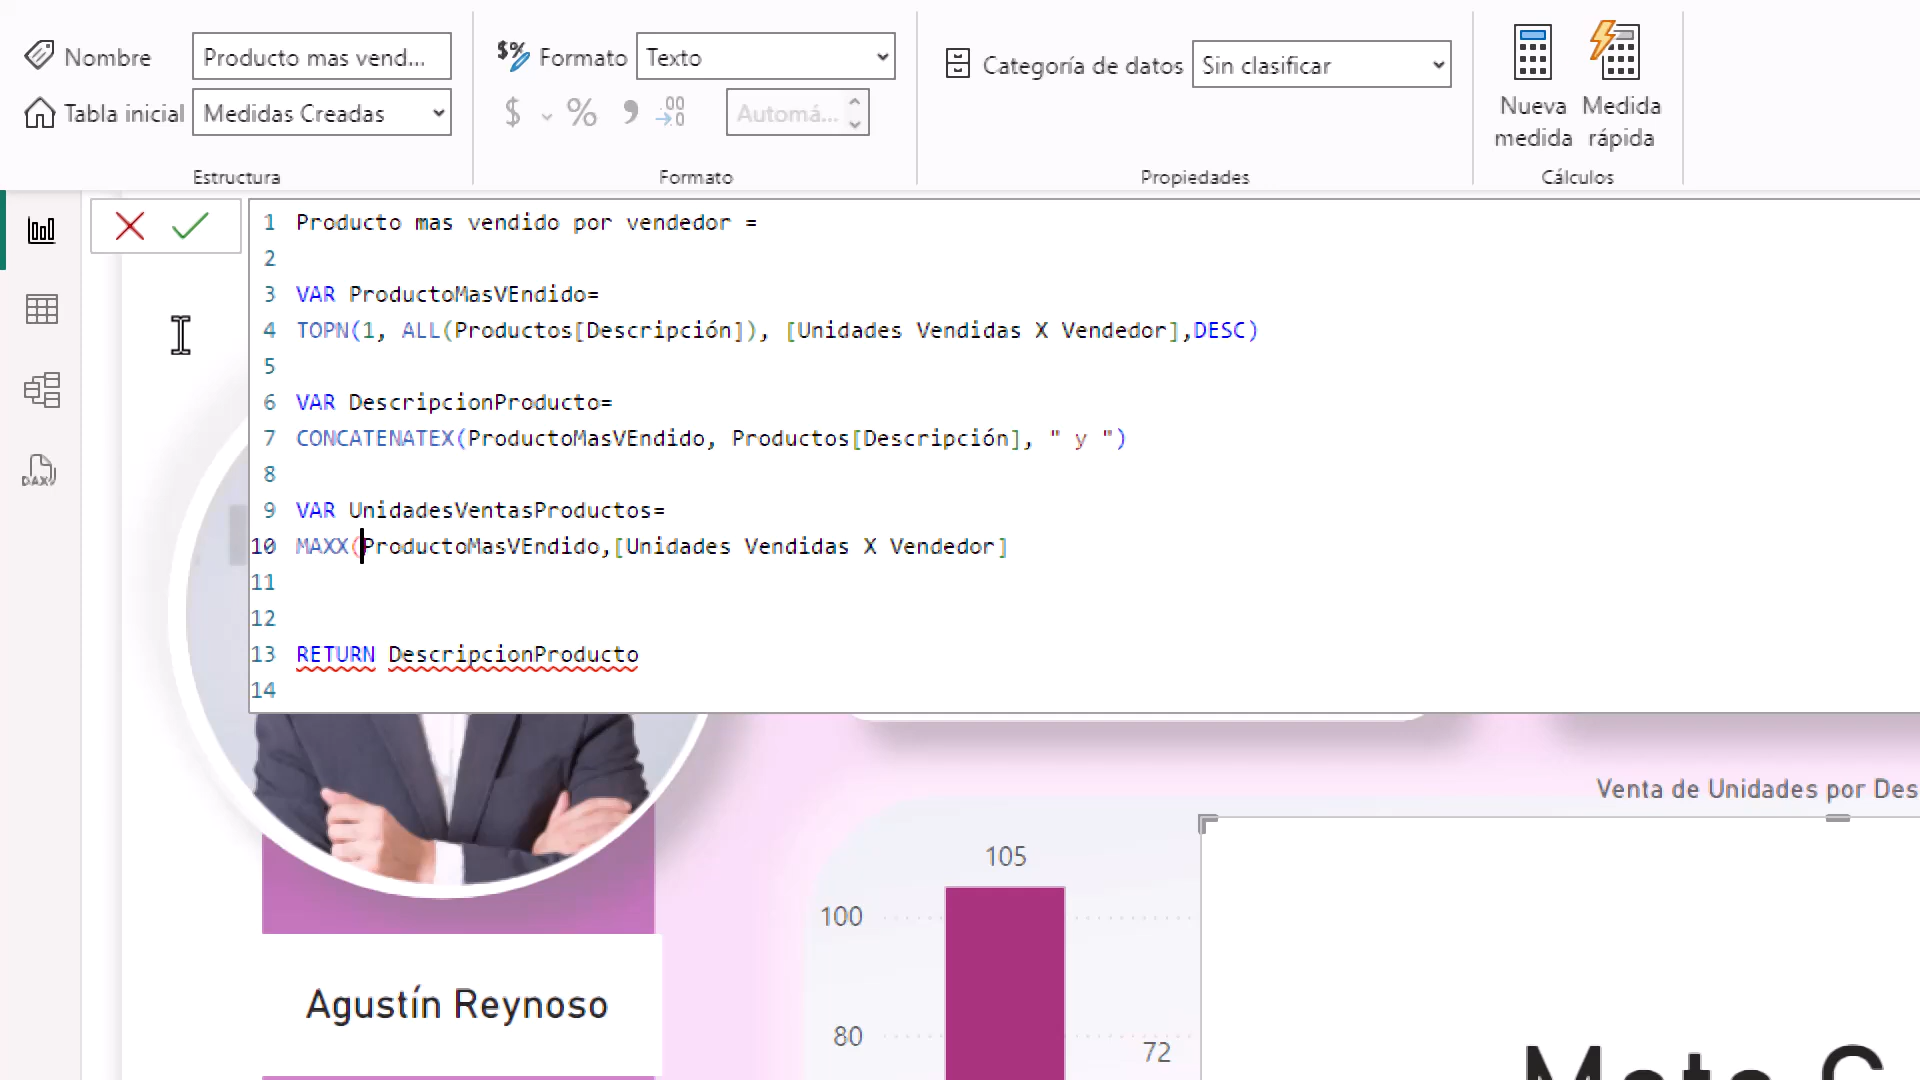 Nombre
Producto mas vend...
Formato
Texto
Categoría de datos
Sin clasificar
Tabla inicial
Medidas Creadas
$ % 9 .00 .0
Automá...
Nueva medida
Medida rápida
Estructura
Formato
Propiedades
Cálculos
1 Producto mas vendido por vendedor =
2
3 VAR ProductoMasVEndido=
4 TOPN(1, ALL(Productos[Descripción]), [Unidades Vendidas X Vendedor],DESC)
5
6 VAR DescripcionProducto=
7 CONCATENATEX(ProductoMasVEndido, Productos[Descripción], " y ")
8
9 VAR UnidadesVentasProductos=
10 MAXX(ProductoMasVEndido,[Unidades Vendidas X Vendedor]
11
12
13 RETURN DescripcionProducto
14
DAX
Venta de Unidades por Des
105
100
80
72
Agustín Reynoso